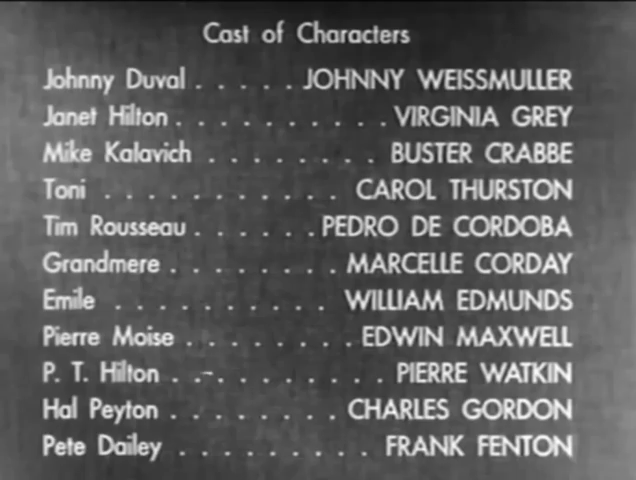 Cast of Characters
Johnny Duval . . . . . JOHNNY WEISSMULLER
Janet Hilton . . . . . . . . . . VIRGINIA GREY
Mike Kalavich . . . . . . . . BUSTER CRABBE
Toni . . . . . . . . . . . CAROL THURSTON
Tim Rousseau . . . . . . PEDRO DE CORDOBA
Grandmere . . . . . . . . MARCELLE CORDAY
Emile . . . . . . . . . . WILLIAM EDMUNDS
Pierre Moise . . . . . . . . EDWIN MAXWELL
P. T. Hilton . . . . . . . . . . PIERRE WATKIN
Hal Peyton . . . . . . . . CHARLES GORDON
Pete Dailey . . . . . . . . . FRANK FENTON